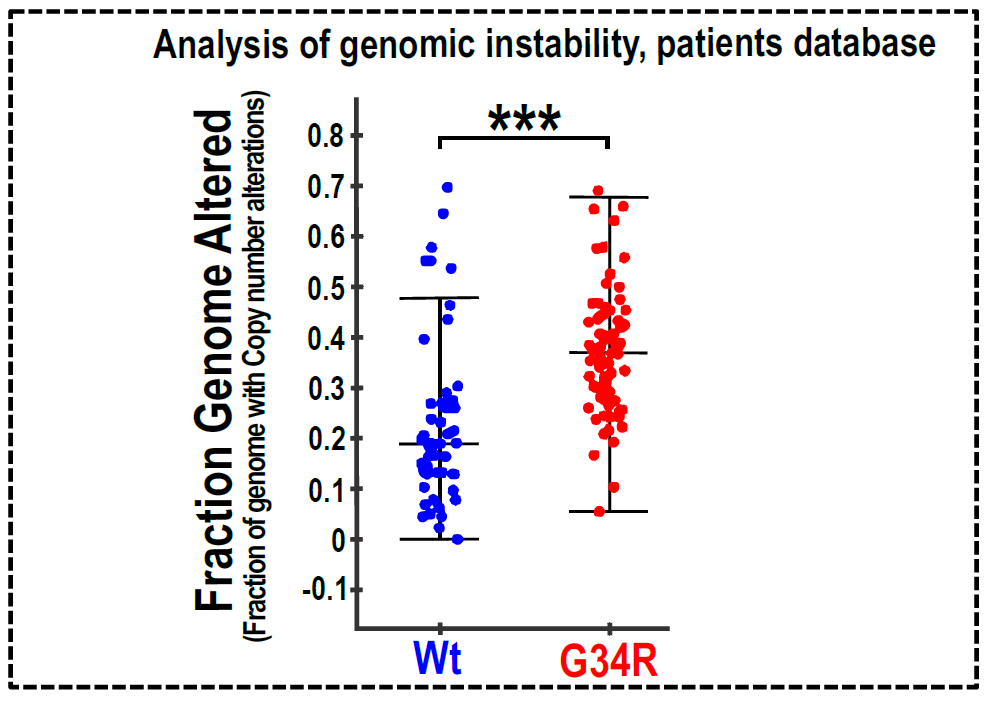 Analysis of genomic instability, patients database
Fraction Genome Altered
(Fraction of genome with Copy number alterations)
***
0.8
0.7
0.6
0.5
0.4
0.3
0.2
0.1
0
-0.1
Wt
G34R